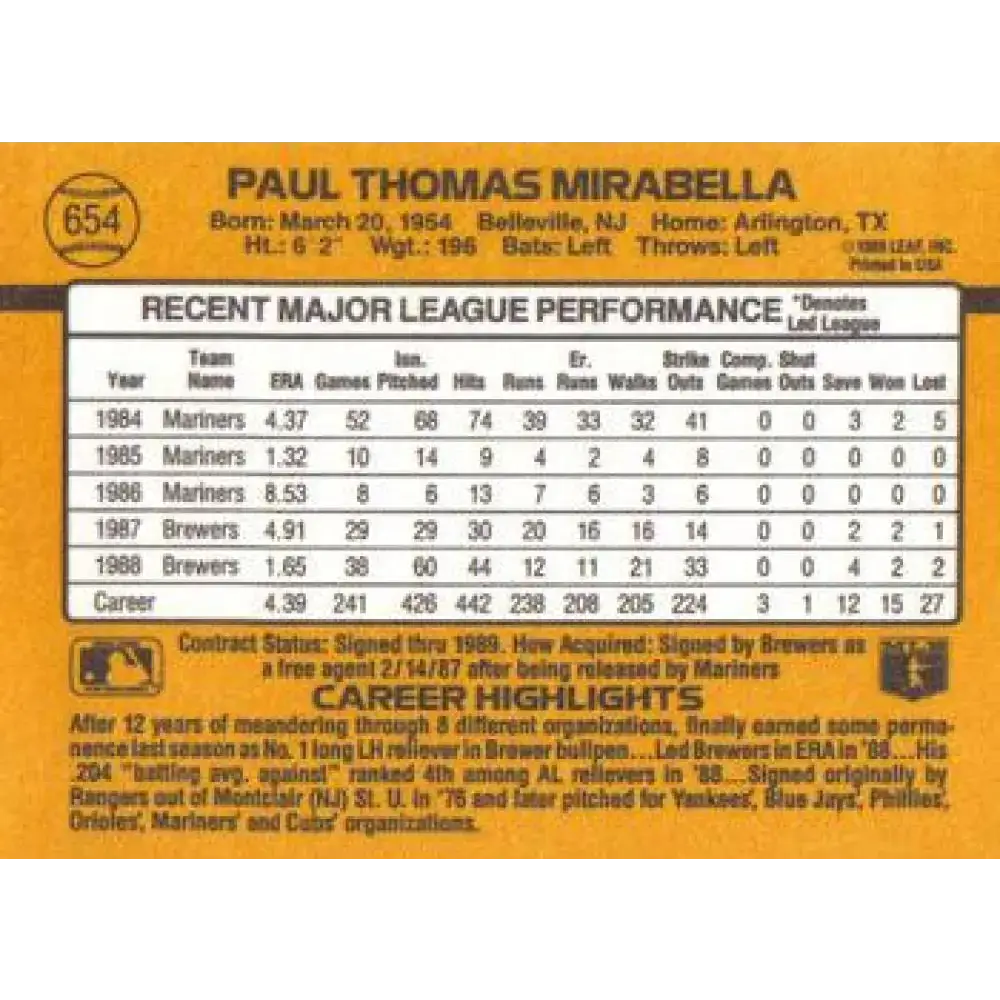 654
PAUL THOMAS MIRABELLA
Born: March 20, 1954 Belleville, NJ Home: Arlington, TX
Ht.: 6' 2" Wgt.: 196 Bats: Left Throws: Left
© 1989 LEAF, INC.
Printed in USA
RECENT MAJOR LEAGUE PERFORMANCE *Denotes Led League
Year Team Name ERA Games Inn. Pitched Hits Runs Er. Runs Walks Strike Outs Comp. Games Shut Outs Save Won Lost
1984 Mariners 4.37 52 68 74 39 33 32 41 0 0 3 2 5
1985 Mariners 1.32 10 14 9 4 2 4 8 0 0 0 0 0
1986 Mariners 8.53 8 6 13 7 6 3 6 0 0 0 0 0
1987 Brewers 4.91 29 29 30 20 16 16 14 0 0 2 2 1
1988 Brewers 1.65 38 60 44 12 11 21 33 0 0 4 2 2
Career 4.39 241 426 442 238 208 205 224 3 1 12 15 27
Contract Status: Signed thru 1989. How Acquired: Signed by Brewers as
a free agent 2/14/87 after being released by Mariners
CAREER HIGHLIGHTS
After 12 years of meandering through 8 different organizations, finally earned some perma-
nence last season as No. 1 long LH reliever in Brewer bullpen...Led Brewers in ERA in '88...His
.204 "batting avg. against" ranked 4th among AL relievers in '88...Signed originally by
Rangers out of Montclair (NJ) St. U. in '76 and later pitched for Yankees', Blue Jays', Phillies',
Orioles', Mariners' and Cubs' organizations.